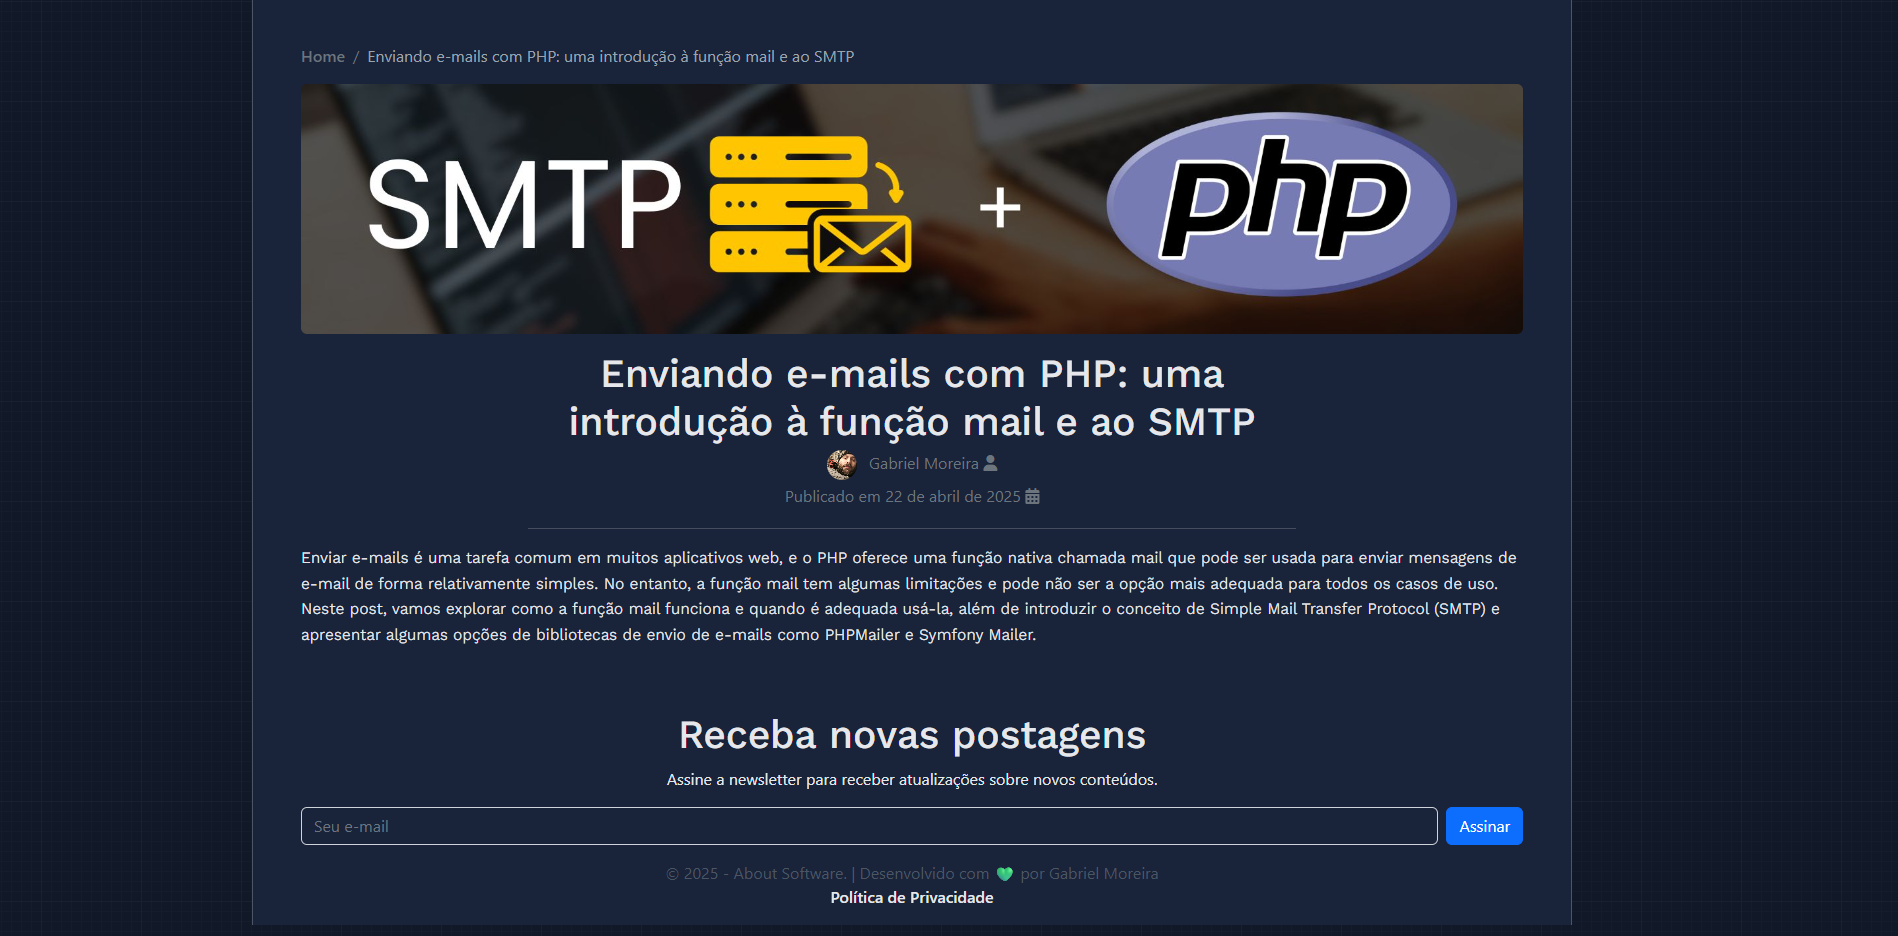 Home / Enviando e-mails com PHP: uma introdução à função mail e ao SMTP
SMTP + php
Enviando e-mails com PHP: uma
introdução à função mail e ao SMTP
Gabriel Moreira
Publicado em 22 de abril de 2025
Enviar e-mails é uma tarefa comum em muitos aplicativos web, e o PHP oferece uma função nativa chamada mail que pode ser usada para enviar mensagens de
e-mail de forma relativamente simples. No entanto, a função mail tem algumas limitações e pode não ser a opção mais adequada para todos os casos de uso.
Neste post, vamos explorar como a função mail funciona e quando é adequada usá-la, além de introduzir o conceito de Simple Mail Transfer Protocol (SMTP) e
apresentar algumas opções de bibliotecas de envio de e-mails como PHPMailer e Symfony Mailer.
Receba novas postagens
Assine a newsletter para receber atualizações sobre novos conteúdos.
Seu e-mail
Assinar
© 2025 - About Software. | Desenvolvido com 💚 por Gabriel Moreira
Política de Privacidade